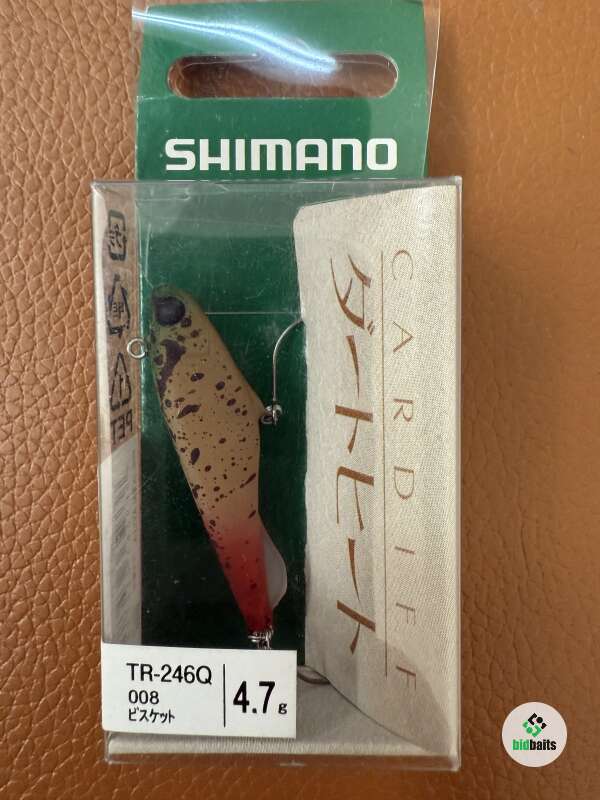 SHIMANO
CARDIFF
ダートヒート
PET
TR-246Q
008
ビスケット
4.7g
bidbaits